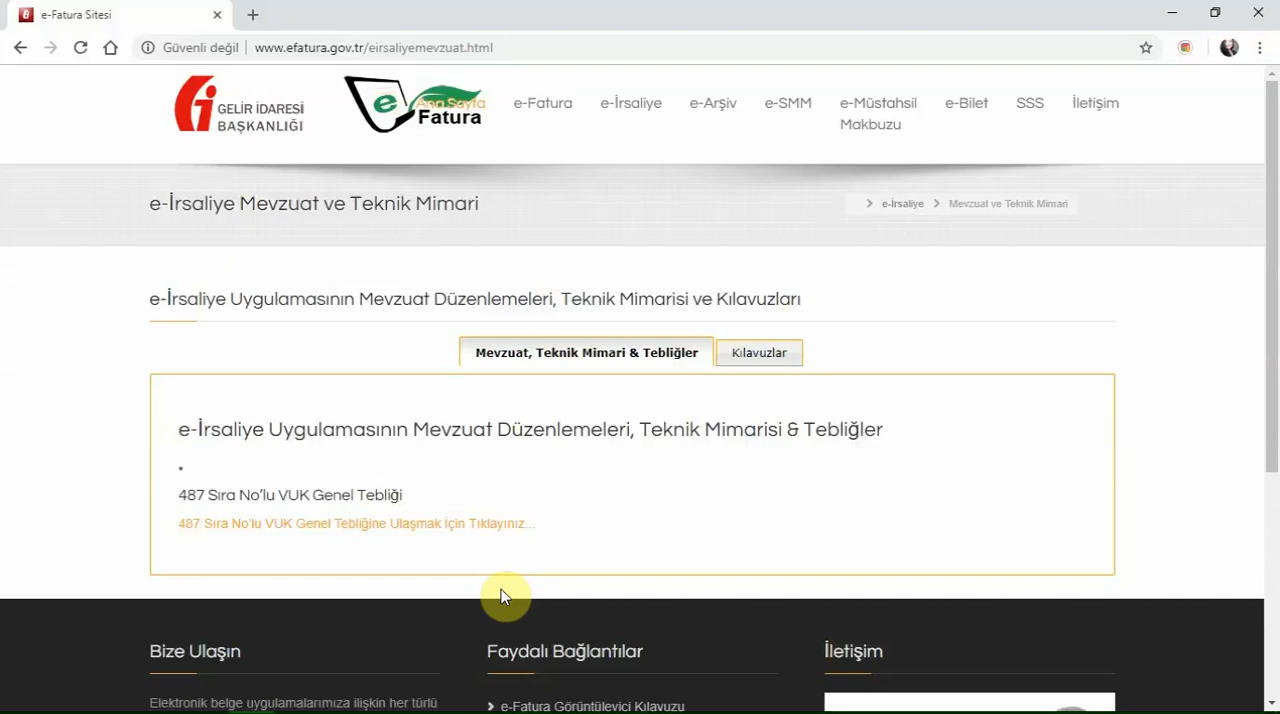 e-Fatura Sitesi
Güvenli değil
www.efatura.gov.tr/eirsaliyemevzuat.html
GELİR İDARESİ
BAŞKANLIĞI
e
Fatura
Ana Sayfa
e-Fatura
e-İrsaliye
e-Arşiv
e-SMM
e-Müstahsil
Makbuzu
e-Bilet
SSS
İletişim
e-İrsaliye Mevzuat ve Teknik Mimari
e-İrsaliye
Mevzuat ve Teknik Mimari
e-İrsaliye Uygulamasının Mevzuat Düzenlemeleri, Teknik Mimarisi ve Kılavuzları
Mevzuat, Teknik Mimari & Tebliğler
Kılavuzlar
e-İrsaliye Uygulamasının Mevzuat Düzenlemeleri, Teknik Mimarisi & Tebliğler
487 Sıra No’lu VUK Genel Tebliği
487 Sıra No'lu VUK Genel Tebliğine Ulaşmak İçin Tıklayınız...
Bize Ulaşın
Faydalı Bağlantılar
İletişim
Elektronik belge uygulamalarımıza ilişkin her türlü
e-Fatura Görüntüleyici Kılavuzu